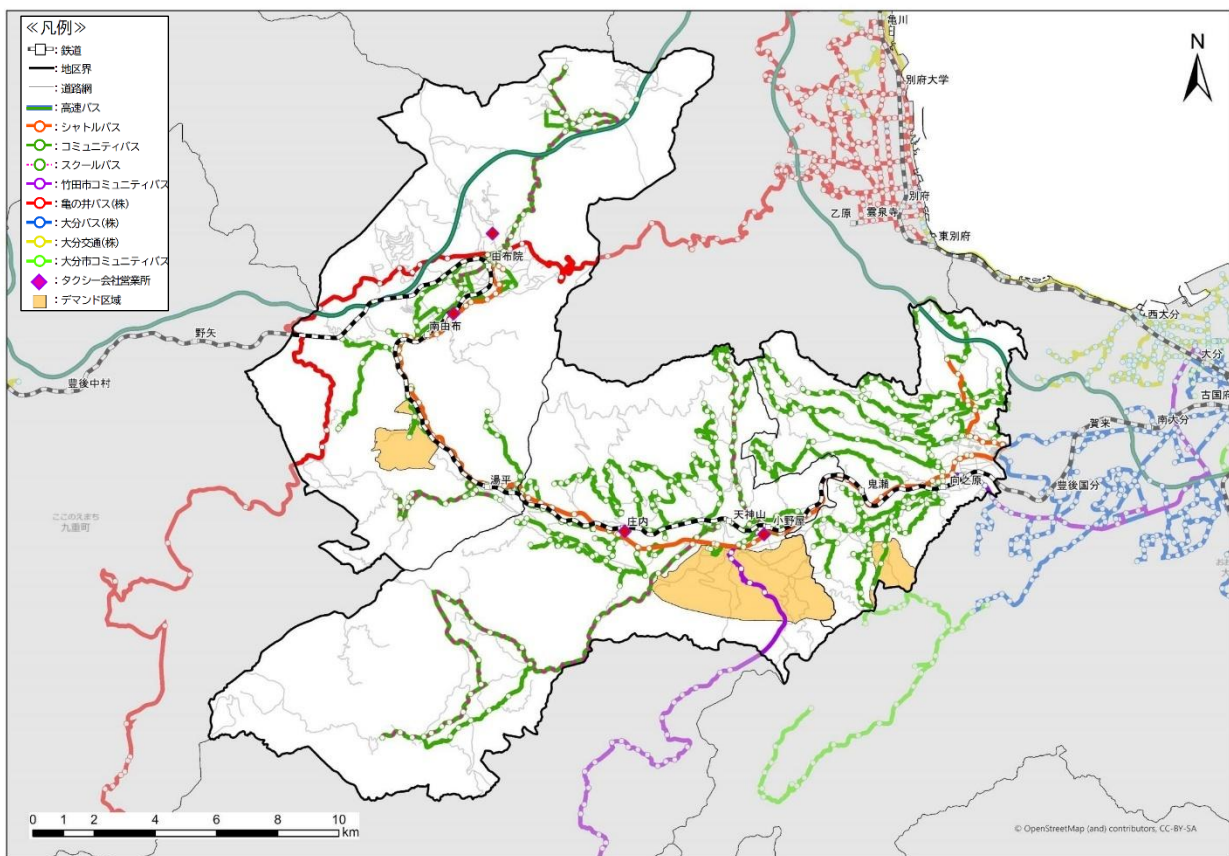 ≪凡例≫
：鉄道
：地区界
：道路網
：高速バス
：シャトルバス
：コミュニティバス
：スクールバス
：竹田市コミュニティバス
：亀の井バス(株)
：大分バス(株)
：大分交通(株)
：大分市コミュニティバス
：タクシー会社営業所
：デマンド区域
亀川
別府大学
N
別府
乙原
雲泉寺
東別府
由布院
南由布
野矢
豊後中村
西大分
大分
古国府
南大分
賀来
豊後国分
向之原
鬼瀬
湯平
庄内
天神山
小野屋
ここのえまち
九重町
0 2 4 6 8 10
km
© OpenStreetMap (and) contributors, CC-BY-SA